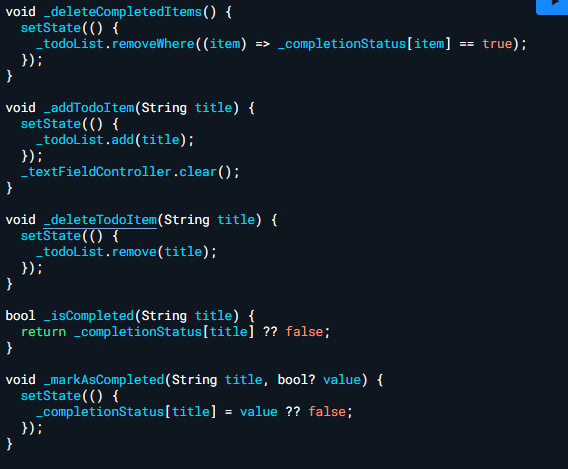 void _deleteCompletedItems() {
  setState(() {
    _todoList.removeWhere((item) => _completionStatus[item] == true);
  });
}

void _addTodoItem(String title) {
  setState(() {
    _todoList.add(title);
  });
  _textFieldController.clear();
}

void _deleteTodoItem(String title) {
  setState(() {
    _todoList.remove(title);
  });
}

bool _isCompleted(String title) {
  return _completionStatus[title] ?? false;
}

void _markAsCompleted(String title, bool? value) {
  setState(() {
    _completionStatus[title] = value ?? false;
  });
}